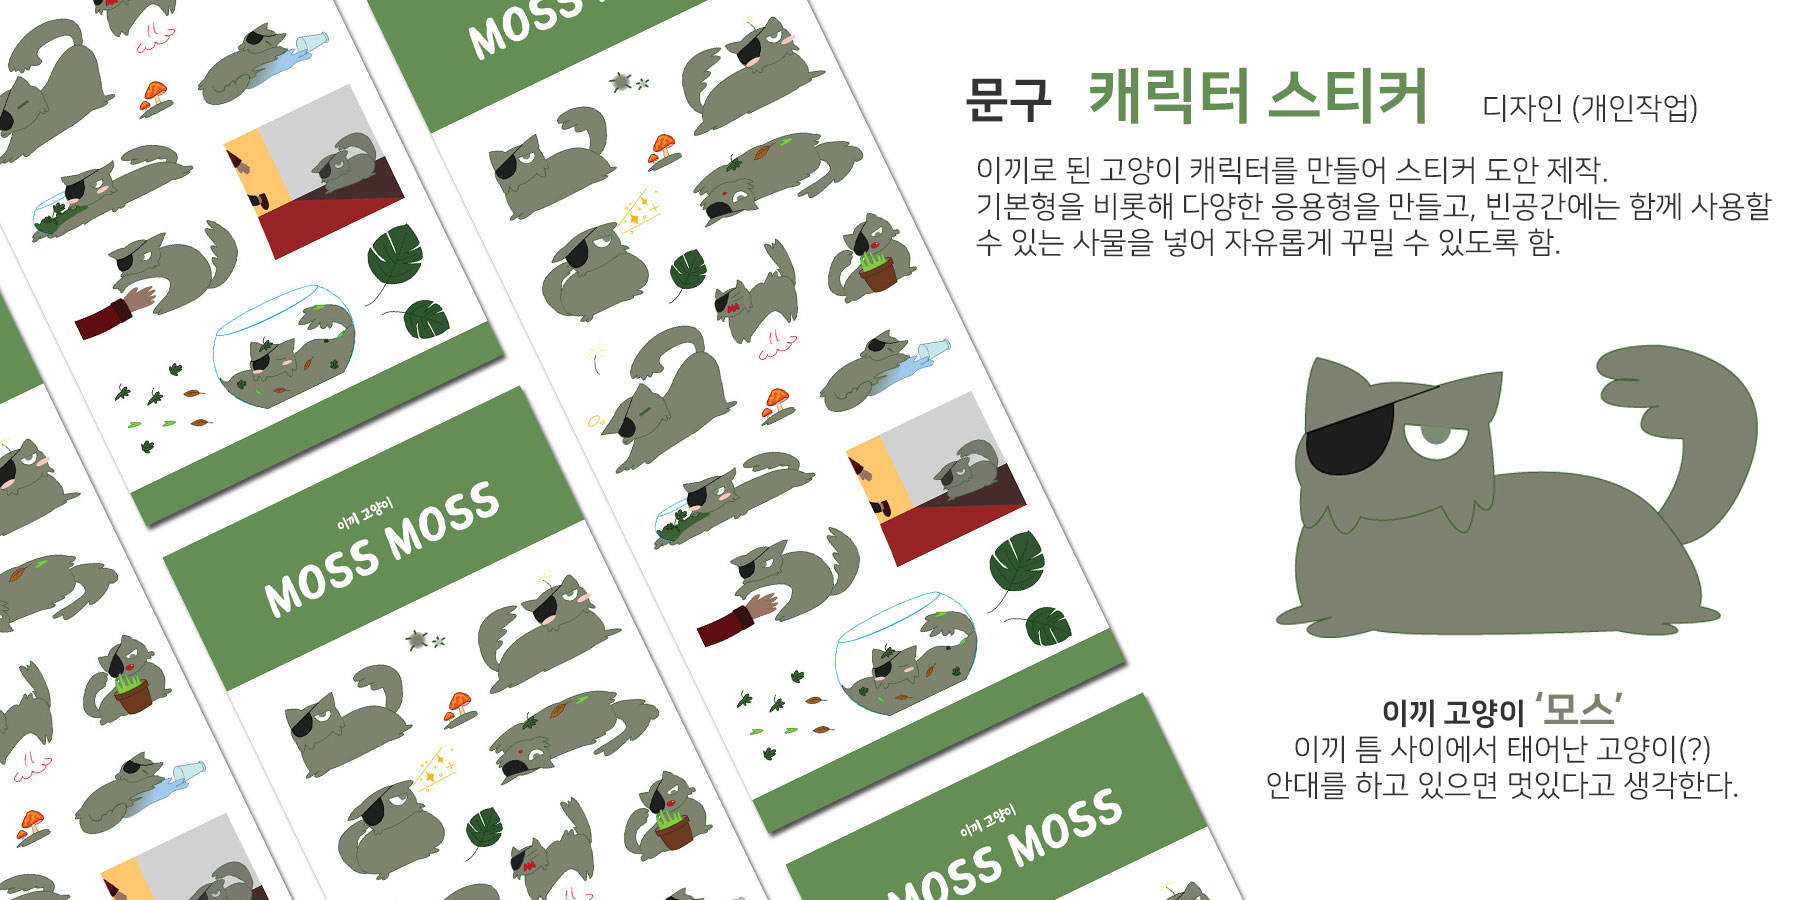 문구 캐릭터 스티커 디자인 (개인작업)
이끼로 된 고양이 캐릭터를 만들어 스티커 도안 제작.
기본형을 비롯해 다양한 응용형을 만들고, 빈공간에는 함께 사용할
수 있는 사물을 넣어 자유롭게 꾸밀 수 있도록 함.
이끼 고양이 ‘모스’
이끼 틈 사이에서 태어난 고양이(?)
안대를 하고 있으면 멋있다고 생각한다.
MOSS
이끼 고양이
MOSS MOSS
이끼 고양이
MOSS MOSS